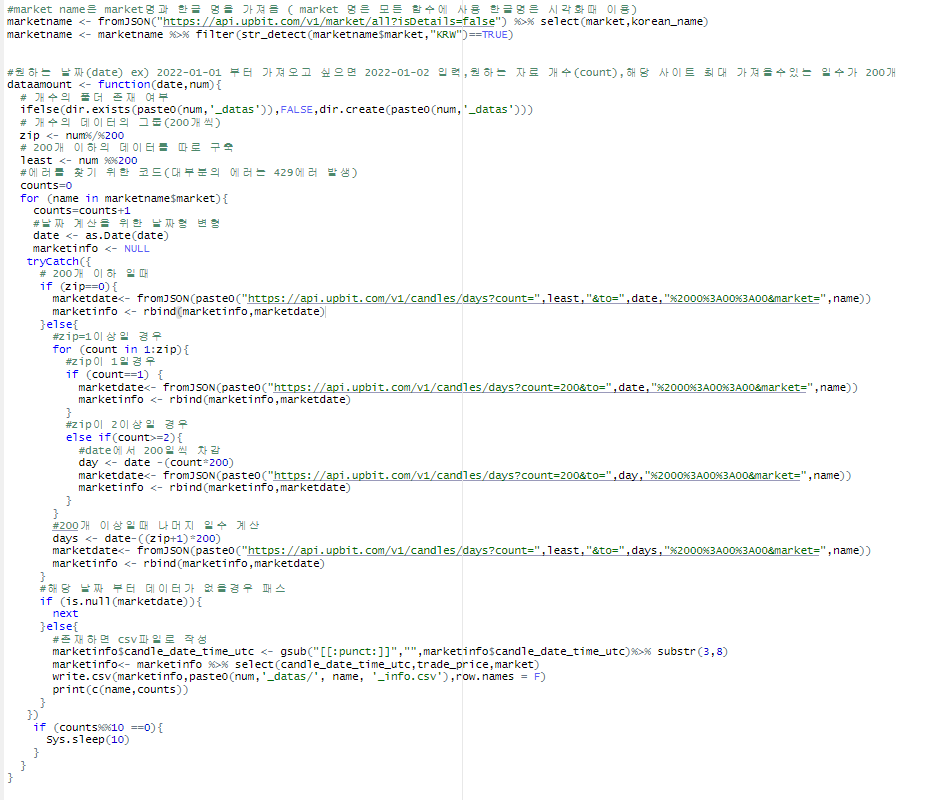 #market name은 market명과 한글 명을 가져옴 ( market 명은 모든 함수에 사용 한글명은 시각화때 이용)
marketname <- fromJSON("https://api.upbit.com/v1/market/all?isDetails=false") %>% select(market,korean_name)
marketname <- marketname %>% filter(str_detect(marketname$market,"KRW")==TRUE)
#원하는 날짜(date) ex) 2022-01-01 부터 가져오고 싶으면 2022-01-02 입력,원하는 자료 개수(count),해당 사이트 최대 가져올수있는 일수가 200개
dataamount <- function(date,num){
# 개수의 폴더 존재 여부
ifelse(dir.exists(paste0(num,'_datas')),FALSE,dir.create(paste0(num,'_datas')))
# 개수의 데이터의 그룹(200개씩)
zip <- num%/%200
# 200개 이하의 데이터를 따로 구축
least <- num %%200
#에러를 찾기 위한 코드(대부분의 에러는 429에러 발생)
counts=0
for (name in marketname$market){
counts=counts+1
#날짜 계산을 위한 날짜형 변형
date <- as.Date(date)
marketinfo <- NULL
tryCatch({
# 200개 이하 일때
if (zip==0){
marketdate<- fromJSON(paste0("https://api.upbit.com/v1/candles/days?count=",least,"&to=",date,"%2000%3A00%3A00&market=",name))
marketinfo <- rbind(marketinfo,marketdate)
}else{
#zip=1이상일 경우
for (count in 1:zip){
#zip이 1일경우
if (count==1) {
marketdate<- fromJSON(paste0("https://api.upbit.com/v1/candles/days?count=200&to=",date,"%2000%3A00%3A00&market=",name))
marketinfo <- rbind(marketinfo,marketdate)
}
#zip이 2이상일 경우
else if(count>=2){
#date에서 200일씩 차감
day <- date -(count*200)
marketdate<- fromJSON(paste0("https://api.upbit.com/v1/candles/days?count=200&to=",day,"%2000%3A00%3A00&market=",name))
marketinfo <- rbind(marketinfo,marketdate)
}
}
#200개 이상일때 나머지 일수 계산
days <- date-((zip+1)*200)
marketdate<- fromJSON(paste0("https://api.upbit.com/v1/candles/days?count=",least,"&to=",days,"%2000%3A00%3A00&market=",name))
marketinfo <- rbind(marketinfo,marketdate)
}
#해당 날짜 부터 데이터가 없을경우 패스
if (is.null(marketdate)){
next
}else{
#존재하면 csv파일로 작성
marketinfo$candle_date_time_utc <- gsub("[[:punct:]]","",marketinfo$candle_date_time_utc)%>% substr(3,8)
marketinfo<- marketinfo %>% select(candle_date_time_utc,trade_price,market)
write.csv(marketinfo,paste0(num,'_datas/', name, '_info.csv'),row.names = F)
print(c(name,counts))
}
})
if (counts%%10 ==0){
Sys.sleep(10)
}
}
}